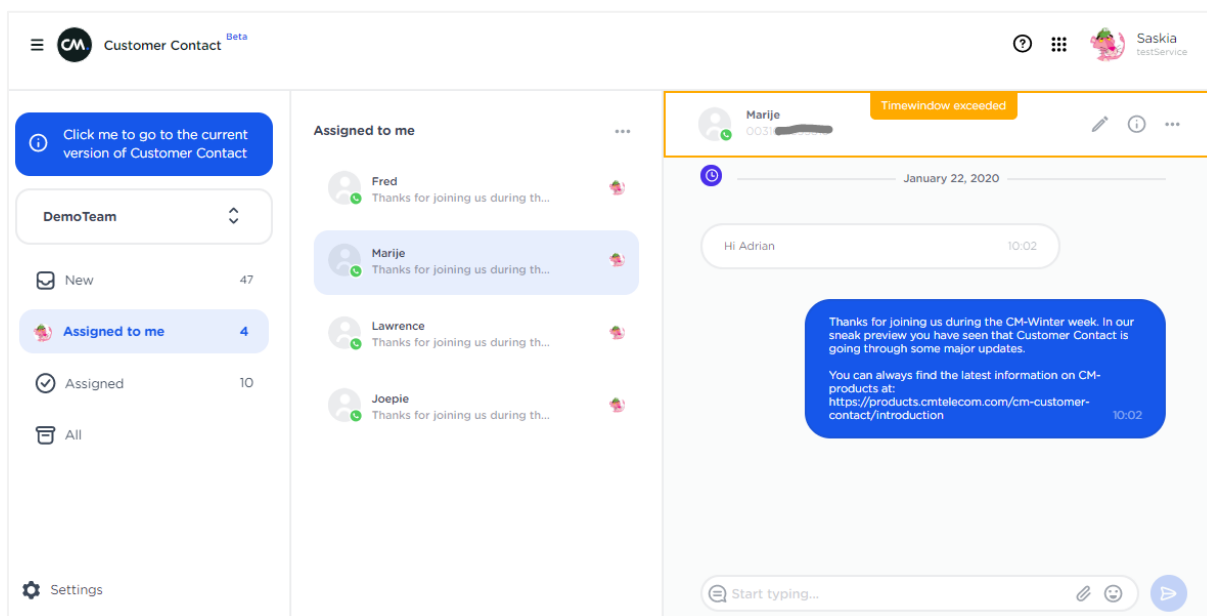 CM.
Customer Contact Beta
Saskia
testService
Click me to go to the current
version of Customer Contact
DemoTeam
New 47
Assigned to me 4
Assigned 10
All
Settings
Assigned to me
Fred
Thanks for joining us during th...
Marije
Thanks for joining us during th...
Lawrence
Thanks for joining us during th...
Joepie
Thanks for joining us during th...
Timewindow exceeded
Marije
January 22, 2020
Hi Adrian 10:02
Thanks for joining us during the CM-Winter week. In our
sneak preview you have seen that Customer Contact is
going through some major updates.
You can always find the latest information on CM-
products at:
https://products.cmtelecom.com/cm-customer-
contact/introduction 10:02
Start typing...